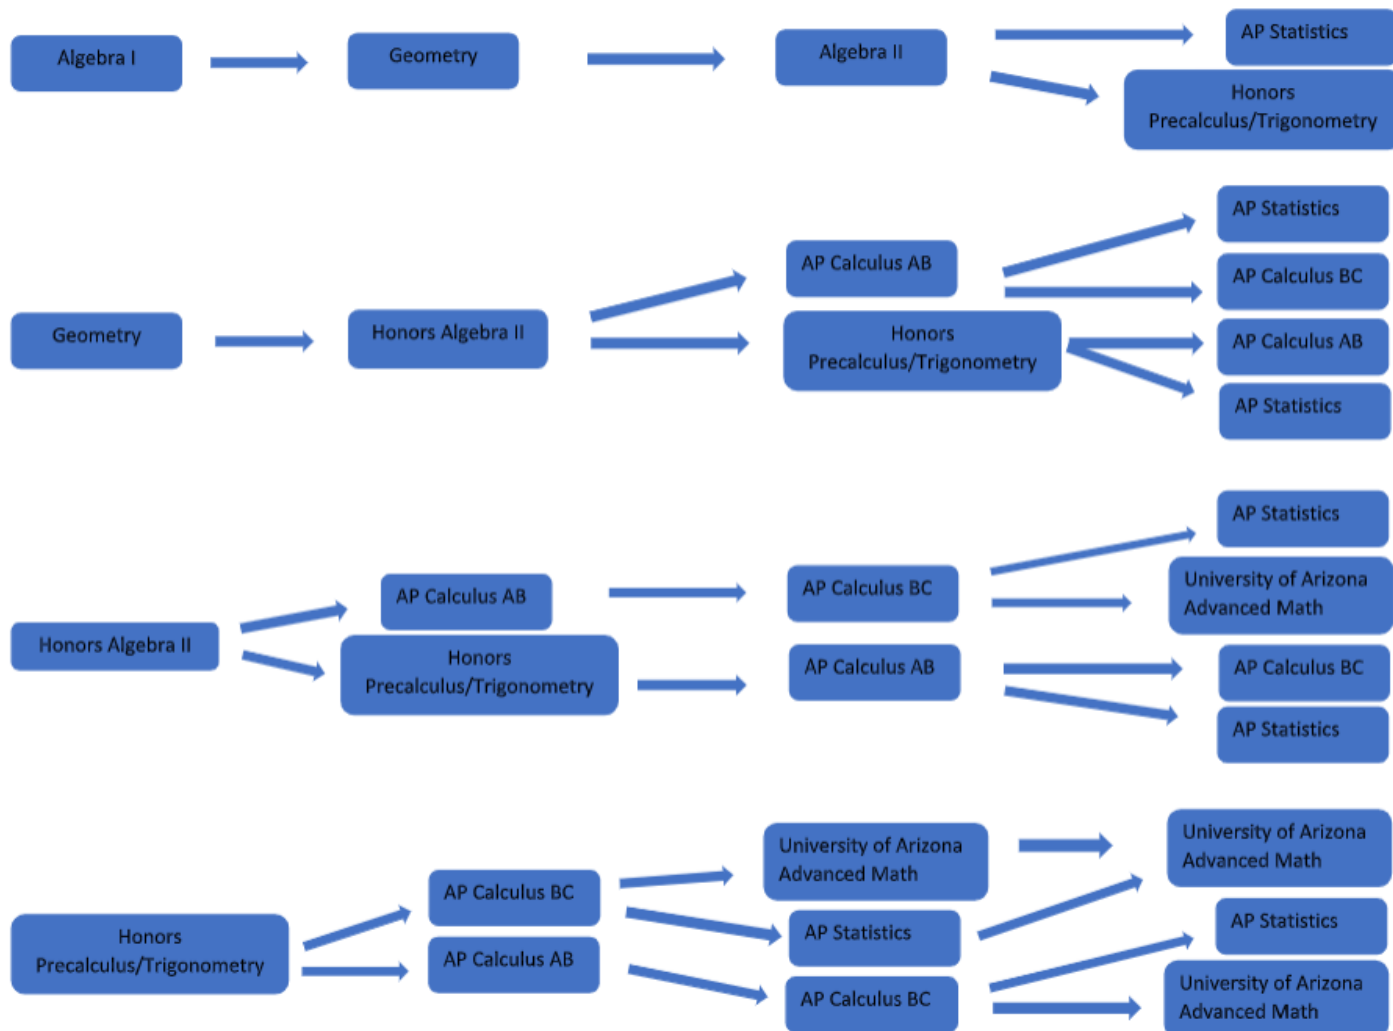 Algebra I
Geometry
Algebra II
AP Statistics
Honors
Precalculus/Trigonometry
Geometry
Honors Algebra II
AP Calculus AB
Honors
Precalculus/Trigonometry
AP Statistics
AP Calculus BC
AP Calculus AB
AP Statistics
Honors Algebra II
AP Calculus AB
Honors
Precalculus/Trigonometry
AP Calculus BC
AP Calculus AB
AP Statistics
University of Arizona
Advanced Math
AP Calculus BC
AP Statistics
Honors
Precalculus/Trigonometry
AP Calculus BC
AP Calculus AB
University of Arizona
Advanced Math
AP Statistics
AP Calculus BC
University of Arizona
Advanced Math
AP Statistics
University of Arizona
Advanced Math